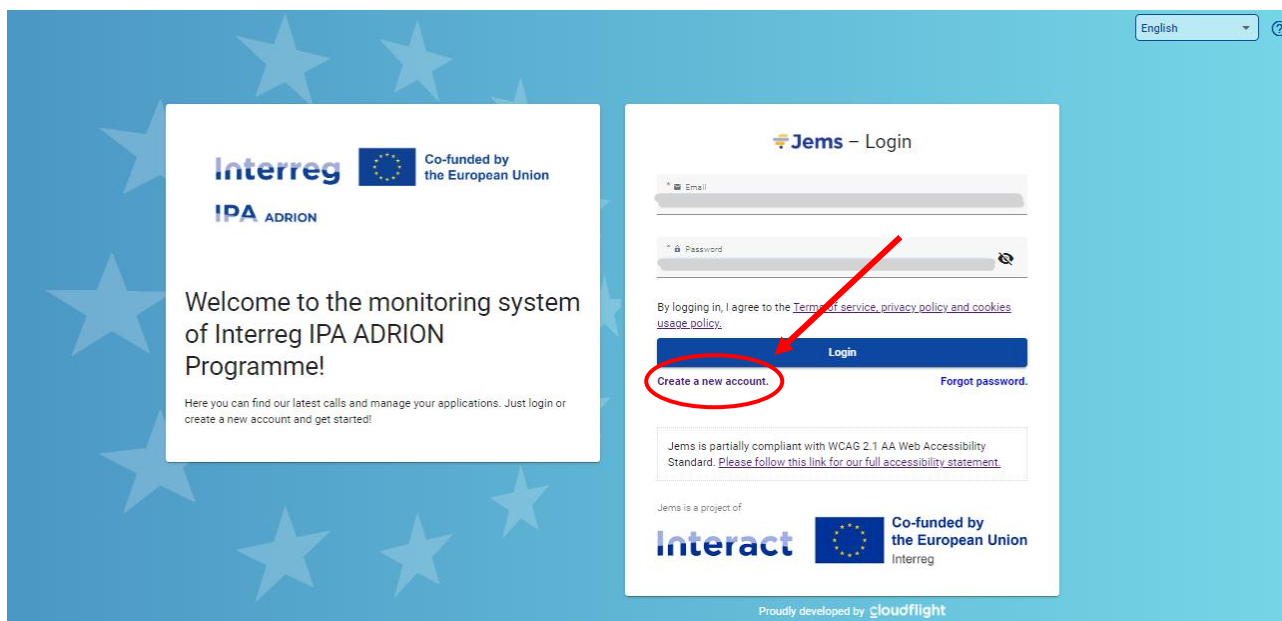 English
Interreg
Co-funded by
the European Union
IPA ADRION
Welcome to the monitoring system
of Interreg IPA ADRION
Programme!
Here you can find our latest calls and manage your applications. Just login or
create a new account and get started!
Jems – Login
* Email
* Password
By logging in, I agree to the Terms of service, privacy policy and cookies
usage policy.
Login
Create a new account.
Forgot password.
Jems is partially compliant with WCAG 2.1 AA Web Accessibility
Standard. Please follow this link for our full accessibility statement.
Jems is a project of
Interact
Co-funded by
the European Union
Interreg
Proudly developed by cloudflight